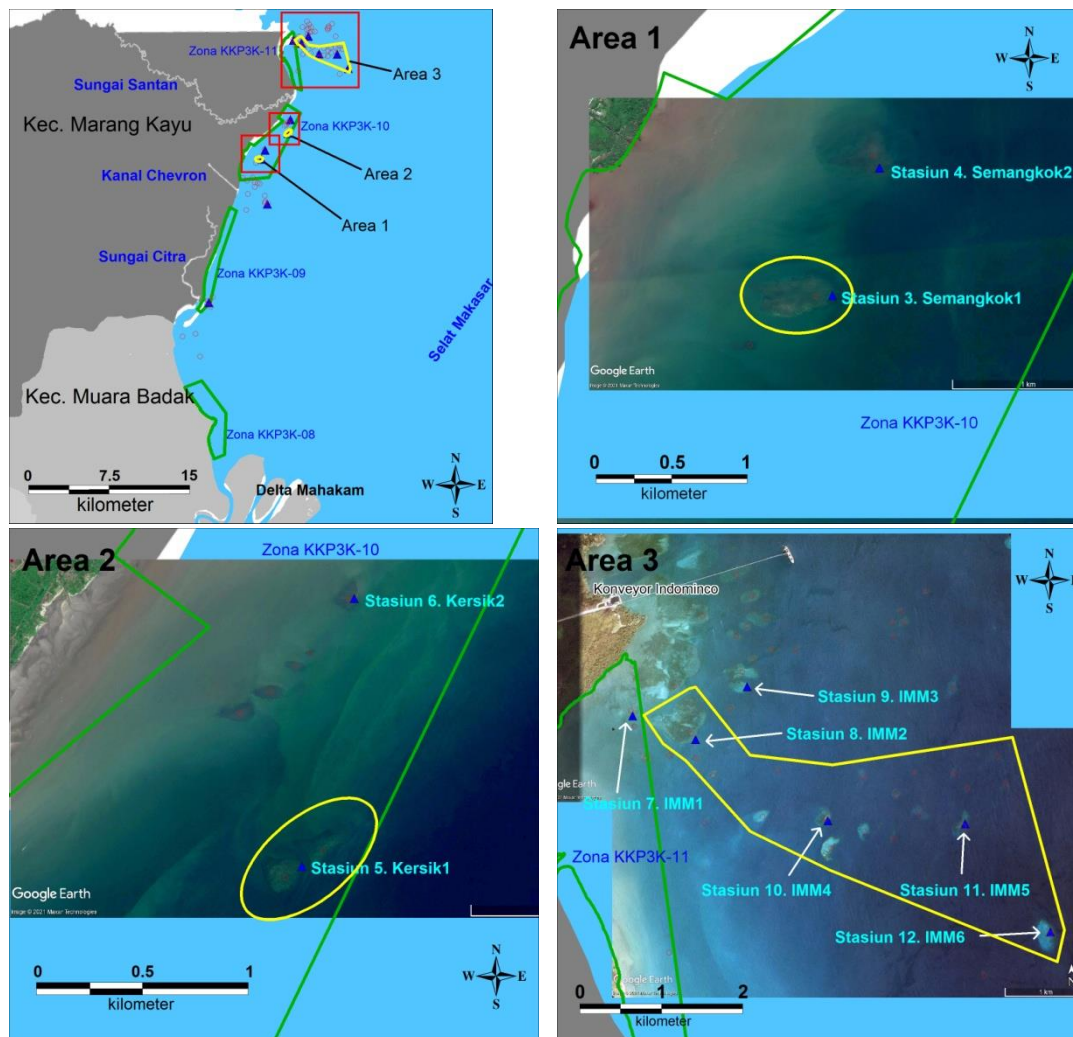 Zona KKP3K-11
Area 3
Sungai Santan
Kec. Marang Kayu
Zona KKP3K-10
Kanal Chevron
Area 2
Area 1
Sungai Citra
Zona KKP3K-09
Selat Makasar
Kec. Muara Badak
Zona KKP3K-08
Delta Mahakam
0 7.5 15
kilometer
N
W E
S
Area 1
N
W E
S
Stasiun 4. Semangkok2
Stasiun 3. Semangkok1
Google Earth
Image © 2021 Maxar Technologies
1 km
Zona KKP3K-10
0 0.5 1
kilometer
Area 2
Zona KKP3K-10
Stasiun 6. Kersik2
Stasiun 5. Kersik1
Google Earth
Image © 2021 Maxar Technologies
0 0.5 1
kilometer
N
W E
S
Area 3
Konveyor Indominco
N
W
S
Stasiun 9. IMM3
Stasiun 8. IMM2
Google Earth
Stasiun 7. IMM1
Zona KKP3K-11
Stasiun 10. IMM4
Stasiun 11. IMM5
Stasiun 12. IMM6
Google Earth
1 km
0 1 2
kilometer